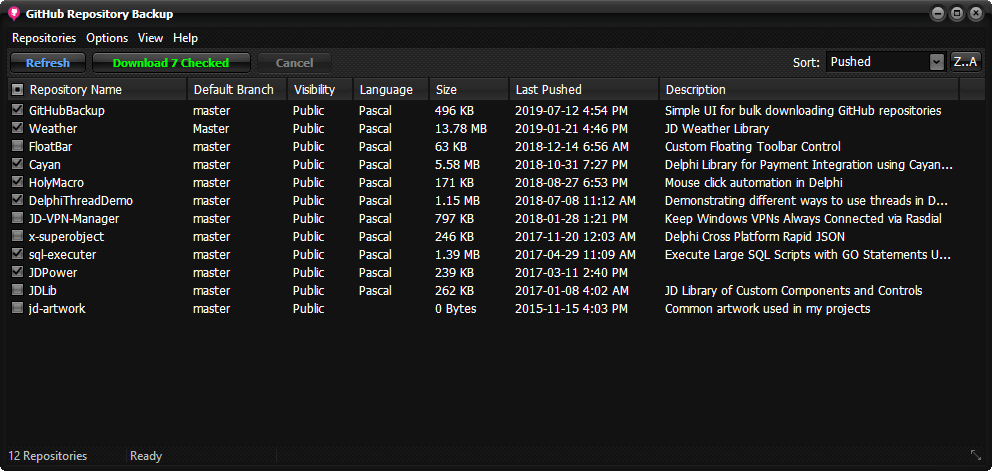 GitHub Repository Backup
Repositories Options View Help
Refresh Download 7 Checked Cancel Sort: Pushed Z..A
Repository Name Default Branch Visibility Language Size Last Pushed Description
GitHubBackup master Public Pascal 496 KB 2019-07-12 4:54 PM Simple UI for bulk downloading GitHub repositories
Weather Master Public Pascal 13.78 MB 2019-01-21 4:46 PM JD Weather Library
FloatBar master Public Pascal 63 KB 2018-12-14 6:56 AM Custom Floating Toolbar Control
Cayan master Public Pascal 5.58 MB 2018-10-31 7:27 PM Delphi Library for Payment Integration using Cayan...
HolyMacro master Public Pascal 171 KB 2018-08-27 6:53 PM Mouse click automation in Delphi
DelphiThreadDemo master Public Pascal 1.15 MB 2018-07-08 11:12 AM Demonstrating different ways to use threads in D...
JD-VPN-Manager master Public Pascal 797 KB 2018-01-28 1:21 PM Keep Windows VPNs Always Connected via Rasdial
x-superobject master Public Pascal 246 KB 2017-11-20 12:03 AM Delphi Cross Platform Rapid JSON
sql-executer master Public Pascal 1.39 MB 2017-04-29 11:09 AM Execute Large SQL Scripts with GO Statements U...
JDPower master Public Pascal 239 KB 2017-03-11 2:40 PM
JDLib master Public Pascal 262 KB 2017-01-08 4:02 AM JD Library of Custom Components and Controls
jd-artwork master Public 0 Bytes 2015-11-15 4:03 PM Common artwork used in my projects
12 Repositories Ready